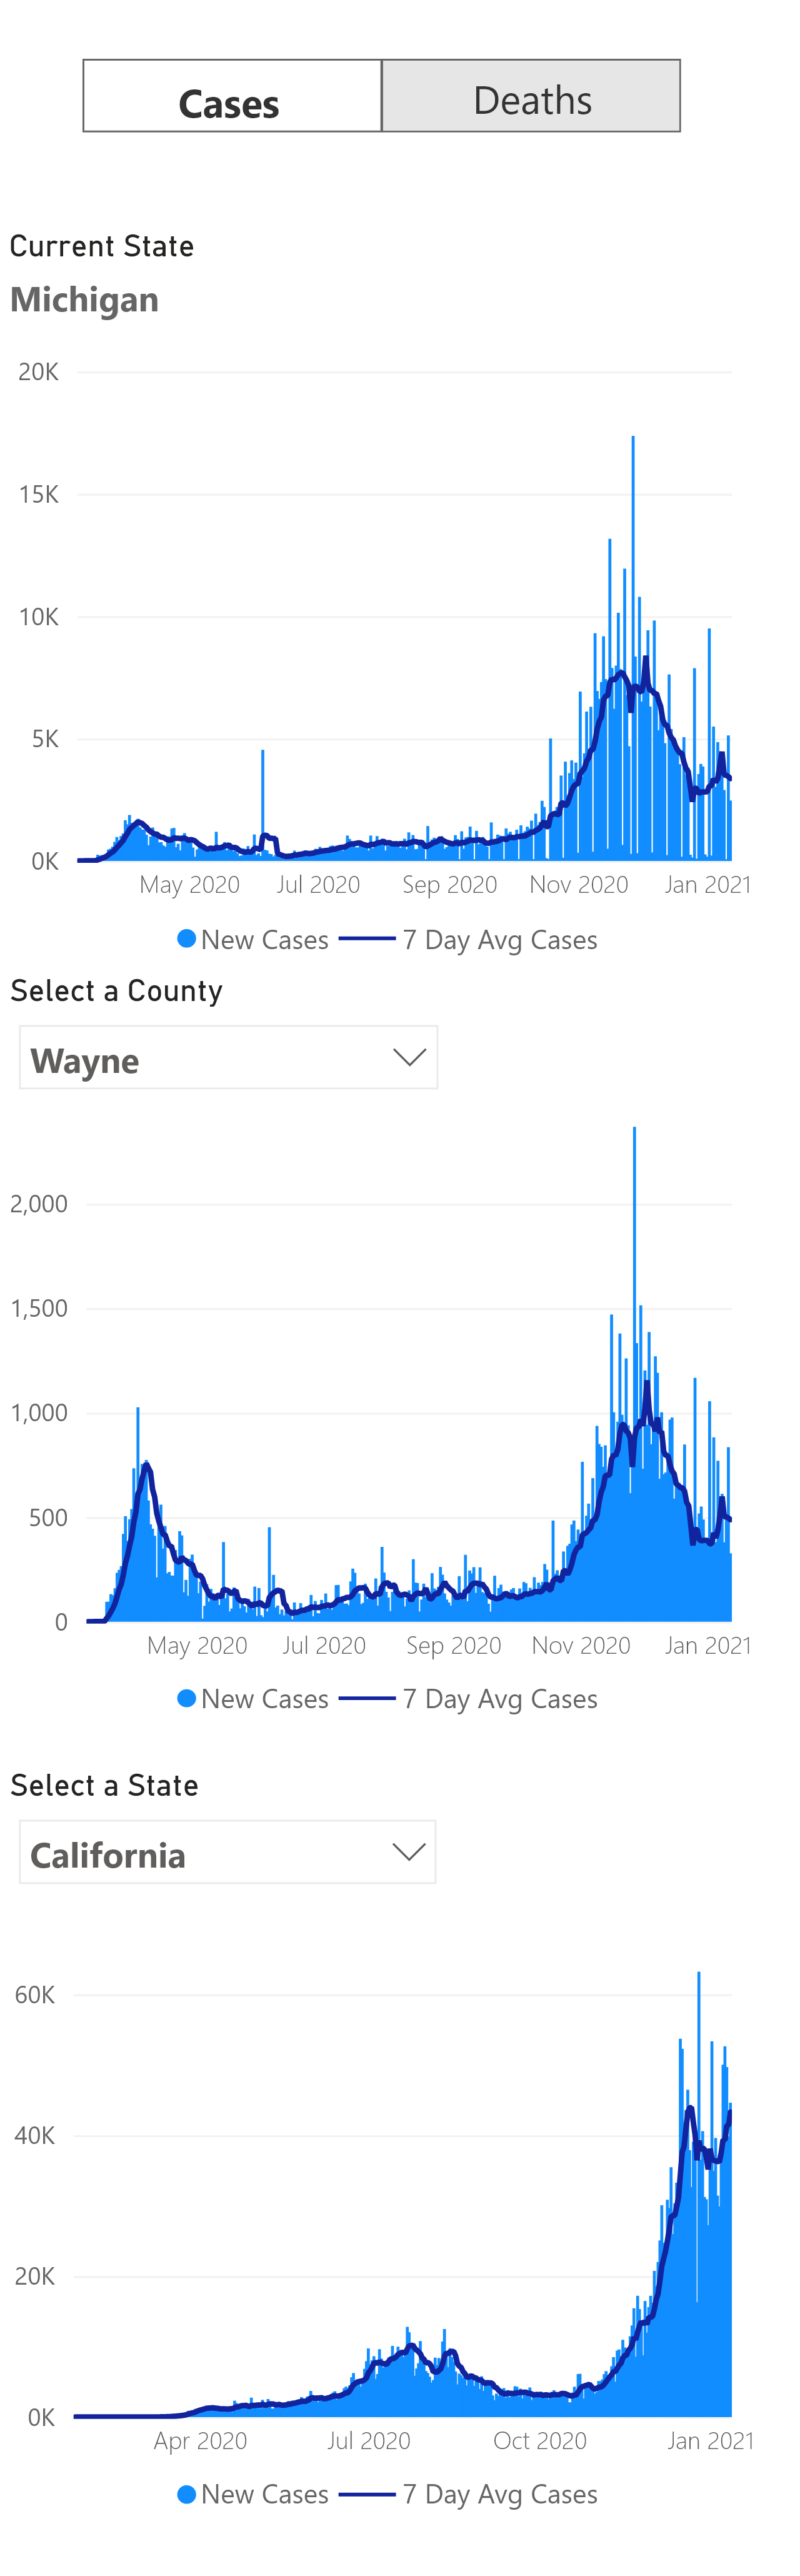 Cases Deaths
Current State
Michigan
20K
15K
10K
5K
0K
May 2020 Jul 2020 Sep 2020 Nov 2020 Jan 2021
New Cases 7 Day Avg Cases
Select a County
Wayne
2,000
1,500
1,000
500
0
May 2020 Jul 2020 Sep 2020 Nov 2020 Jan 2021
New Cases 7 Day Avg Cases
Select a State
California
60K
40K
20K
0K
Apr 2020 Jul 2020 Oct 2020 Jan 2021
New Cases 7 Day Avg Cases